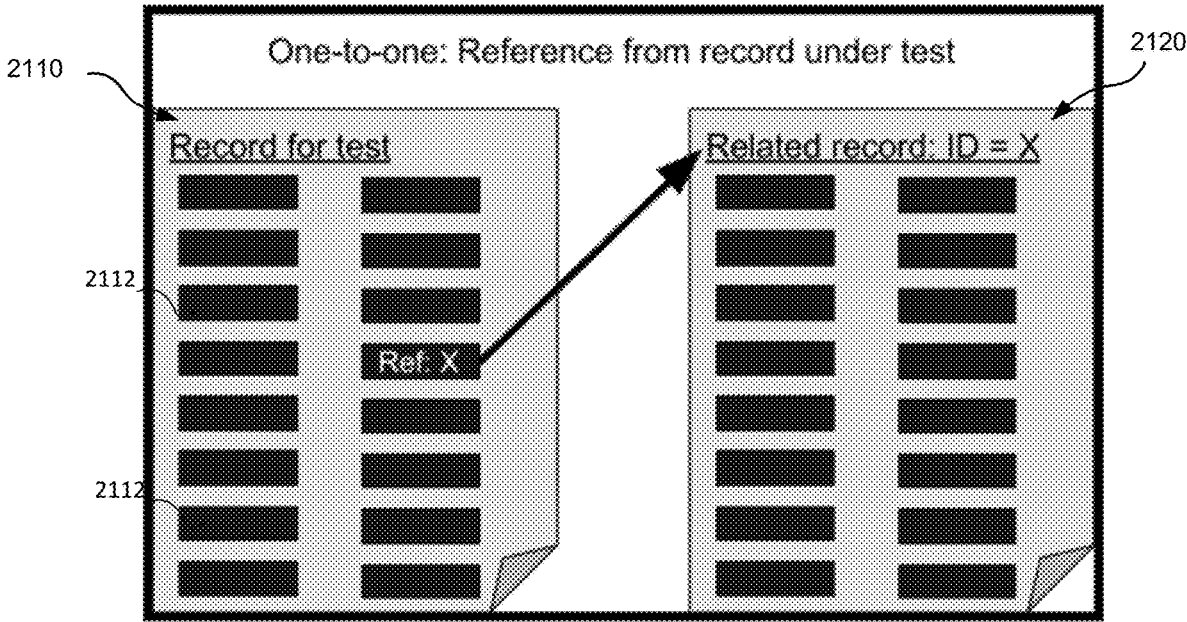 One-to-one: Reference from record under test
2110
2120
Record for test
Related record: ID = X
2112
Ref: X
2112